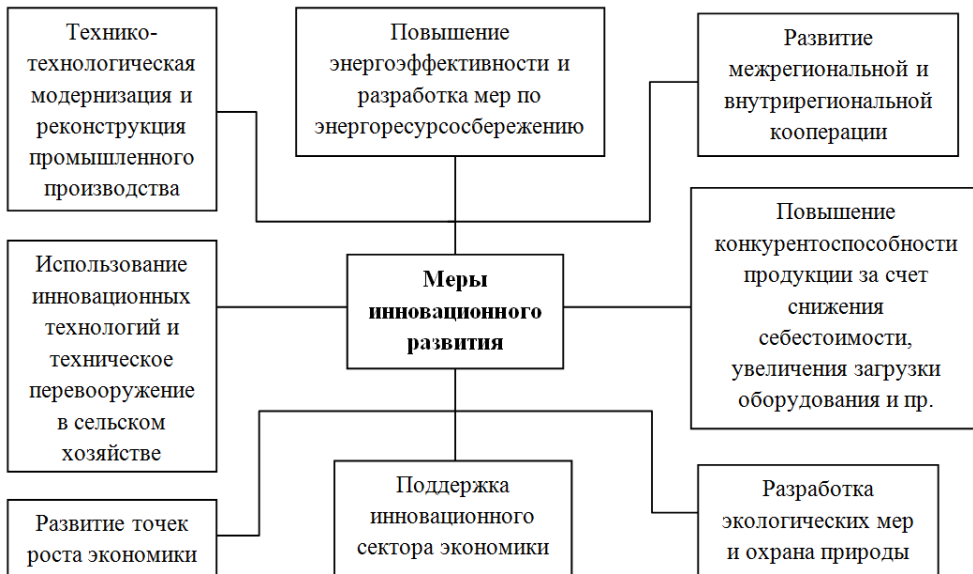 Технико-
технологическая
модернизация и
реконструкция
промышленного
производства
Повышение
энергоэффективности и
разработка мер по
энергоресурсосбережению
Развитие
межрегиональной и
внутрирегиональной
кооперации
Использование
инновационных
технологий и
техническое
перевооружение
в сельском
хозяйстве
Меры
инновационного
развития
Повышение
конкурентоспособности
продукции за счет
снижения
себестоимости,
увеличения загрузки
оборудования и пр.
Развитие точек
роста экономики
Поддержка
инновационного
сектора экономики
Разработка
экологических мер
и охрана природы